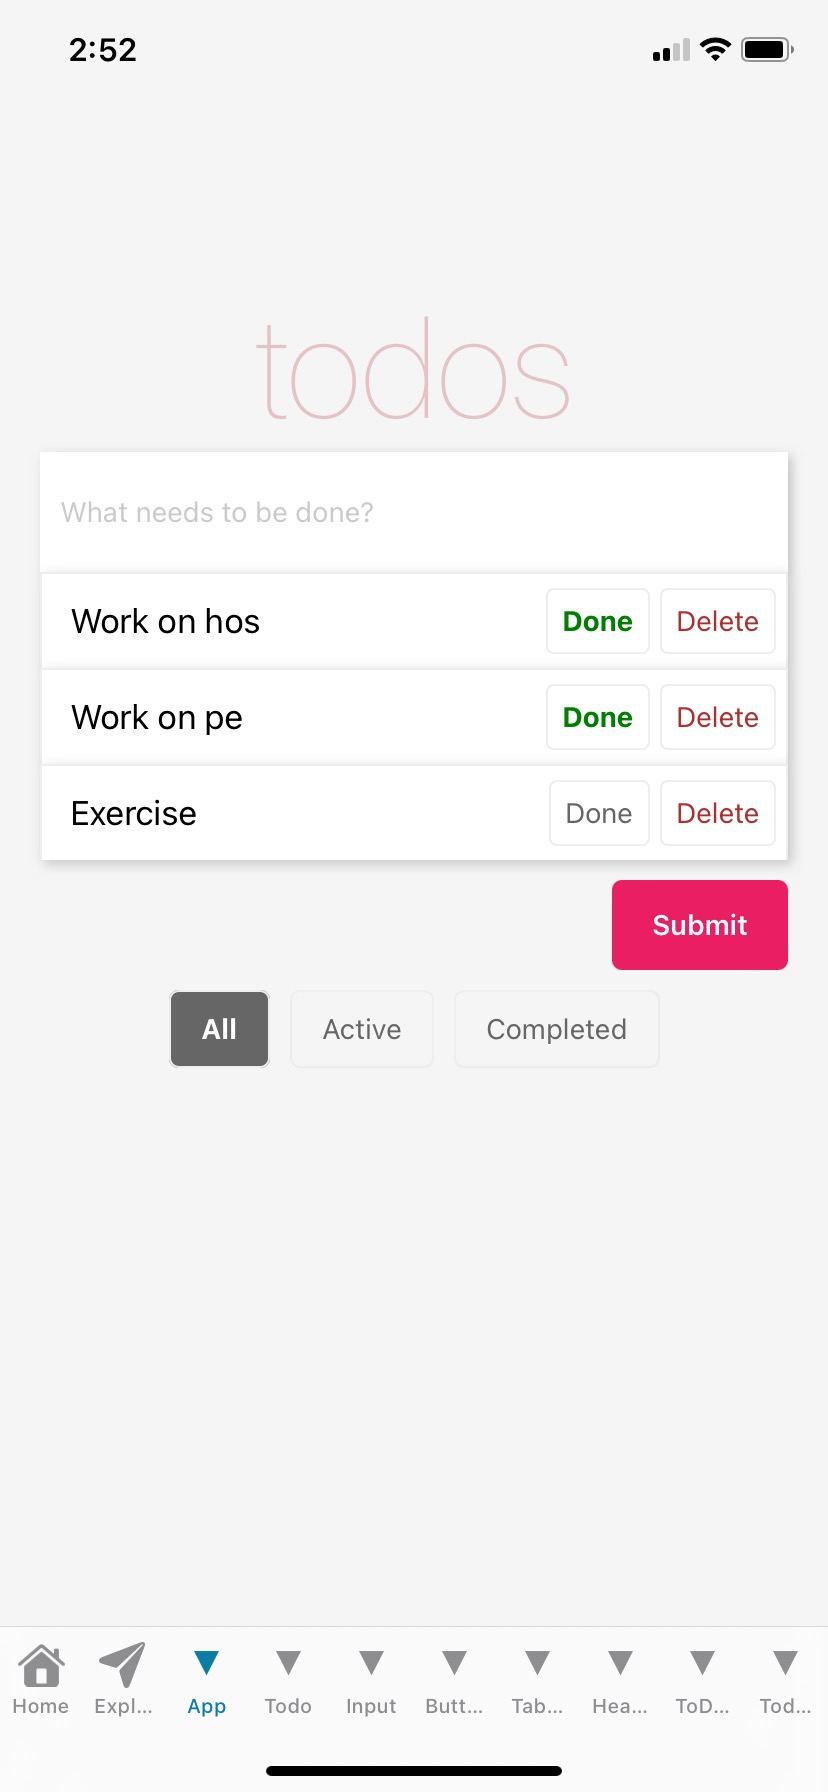 2:52
todos
What needs to be done?
Work on hos Done Delete
Work on pe Done Delete
Exercise Done Delete
Submit
All Active Completed
Home Expl... App Todo Input Butt... Tab... Hea... ToD... Tod...